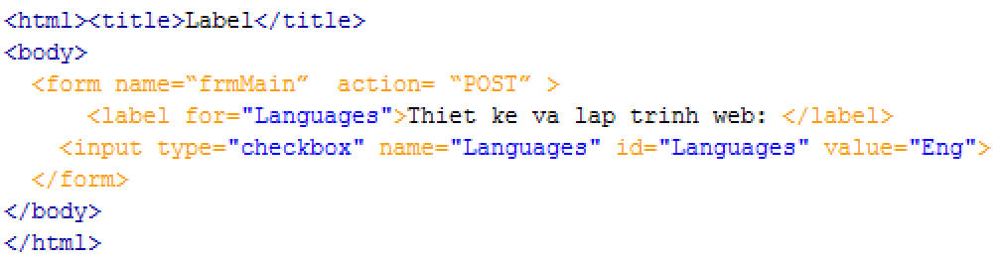 <html><title>Label</title>
<body>
<form name=“frmMain” action= “POST” >
<label for="Languages">Thiet ke va lap trinh web: </label>
<input type="checkbox" name="Languages" id="Languages" value="Eng">
</form>
</body>
</html>